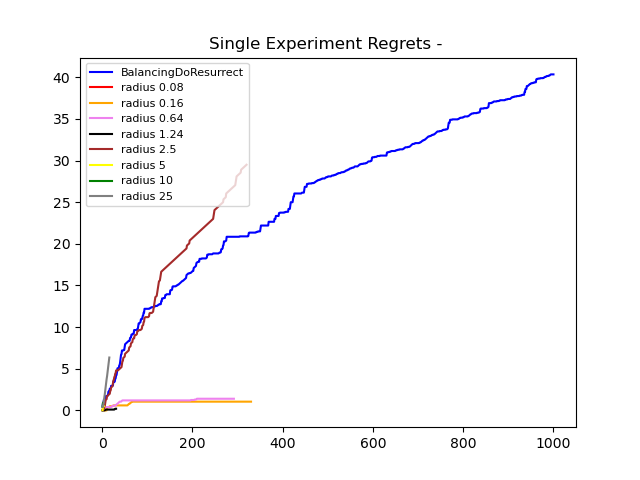 Single Experiment Regrets -
BalancingDoResurrect
radius 0.08
radius 0.16
radius 0.64
radius 1.24
radius 2.5
radius 5
radius 10
radius 25
40
35
30
25
20
15
10
5
0
0 200 400 600 800 1000